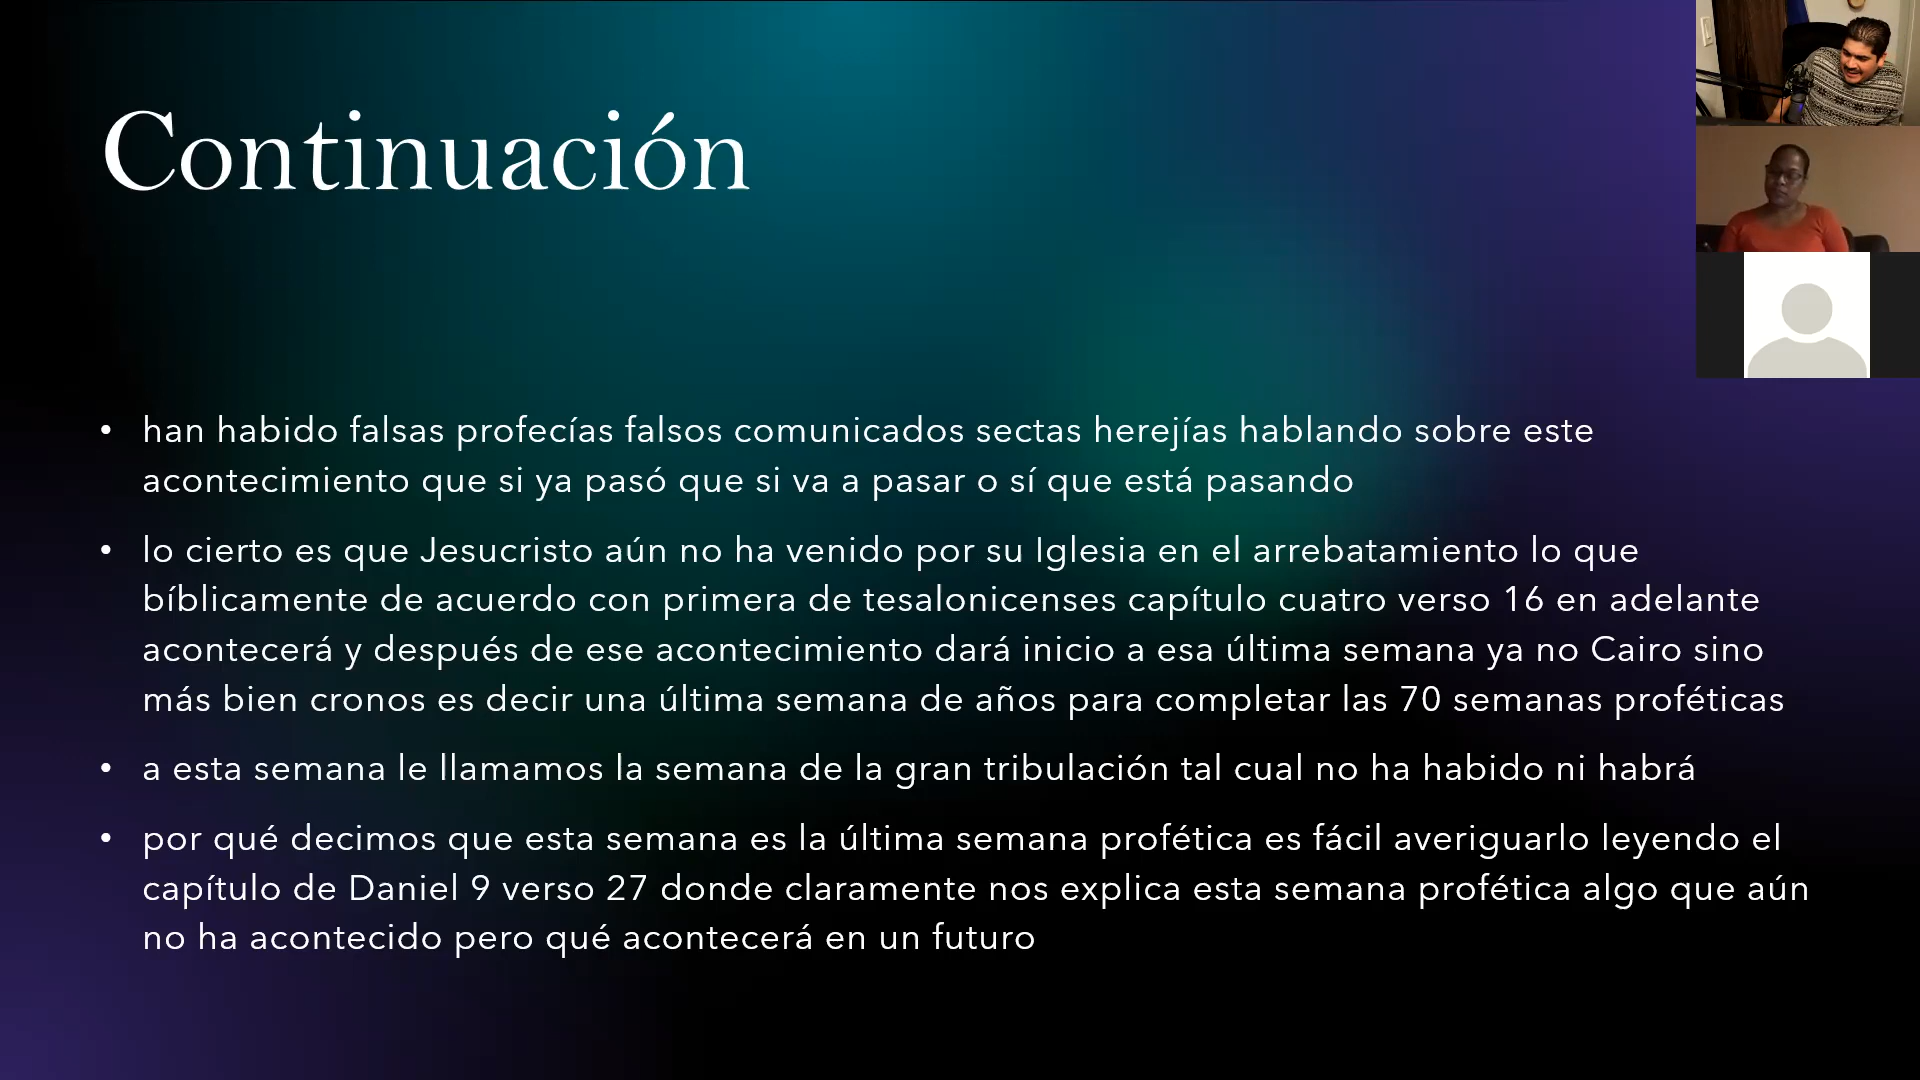 Continuación
• han habido falsas profecías falsos comunicados sectas herejías hablando sobre este
acontecimiento que si ya pasó que si va a pasar o sí que está pasando
• lo cierto es que Jesucristo aún no ha venido por su Iglesia en el arrebatamiento lo que
bíblicamente de acuerdo con primera de tesalonicenses capítulo cuatro verso 16 en adelante
acontecerá y después de ese acontecimiento dará inicio a esa última semana ya no Cairo sino
más bien cronos es decir una última semana de años para completar las 70 semanas proféticas
• a esta semana le llamamos la semana de la gran tribulación tal cual no ha habido ni habrá
• por qué decimos que esta semana es la última semana profética es fácil averiguarlo leyendo el
capítulo de Daniel 9 verso 27 donde claramente nos explica esta semana profética algo que aún
no ha acontecido pero qué acontecerá en un futuro